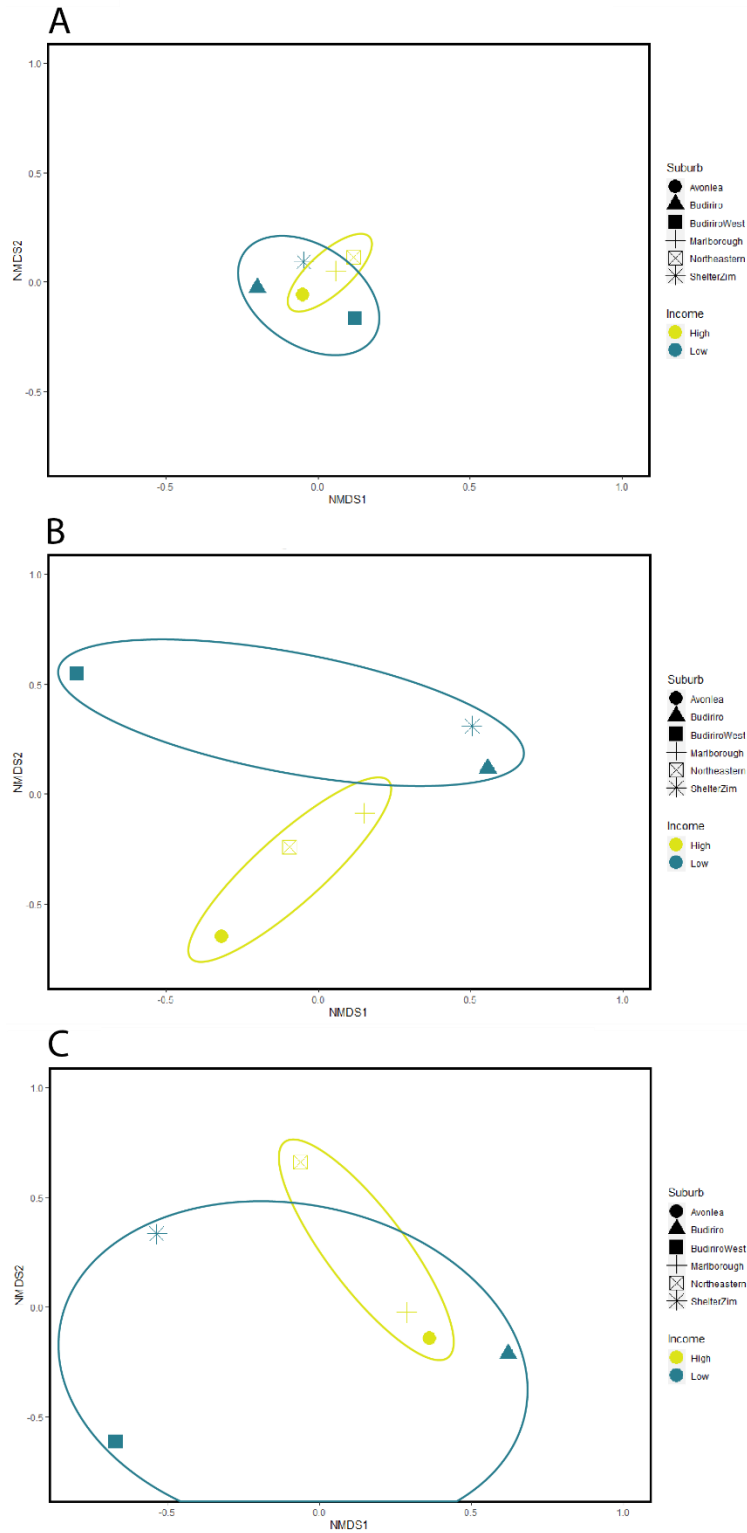 A
1.0
0.5
0.0
-0.5
NMDS2
-0.5
0.0
0.5
1.0
NMDS1
Suburb
Avonlea
Budiriro
BudiriroWest
Marlborough
Northeastern
ShelterZim
Income
High
Low
B
1.0
0.5
0.0
-0.5
NMDS2
-0.5
0.0
0.5
1.0
NMDS1
Suburb
Avonlea
Budiriro
BudiriroWest
Marlborough
Northeastern
ShelterZim
Income
High
Low
C
1.0
0.5
0.0
-0.5
NMDS2
-0.5
0.0
0.5
1.0
NMDS1
Suburb
Avonlea
Budiriro
BudiriroWest
Marlborough
Northeastern
ShelterZim
Income
High
Low